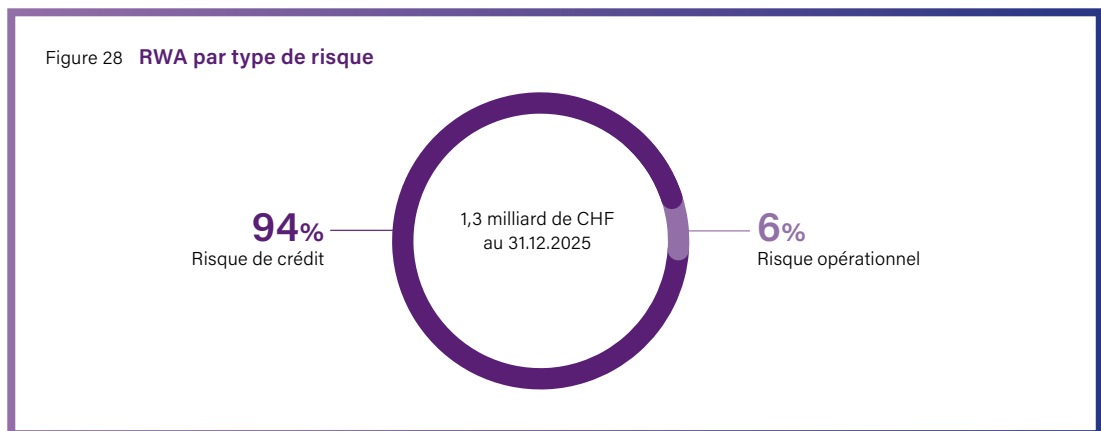 Figure 28 RWA par type de risque
1,3 milliard de CHF
au 31.12.2025
94%
Risque de crédit
6%
Risque opérationnel